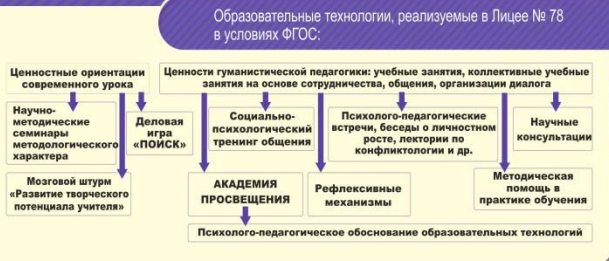 Образовательные технологии, реализуемые в Лицее № 78
в условиях ФГОС:
Ценностные ориентации
современного урока
Ценности гуманистической педагогики: учебные занятия, коллективные учебные
занятия на основе сотрудничества, общения, организации диалога
Научно-
методические
семинары
методологического
характера
Деловая
игра
«ПОИСК»
Социально-
психологический
тренинг общения
Психолого-педагогические
встречи, беседы о личностном
росте, лектории по
конфликтологии и др.
Научные
консультации
Мозговой штурм
«Развитие творческого
потенциала учителя»
АКАДЕМИЯ
ПРОСВЕЩЕНИЯ
Рефлексивные
механизмы
Методическая
помощь в
практике обучения
Психолого-педагогическое обоснование образовательных технологий